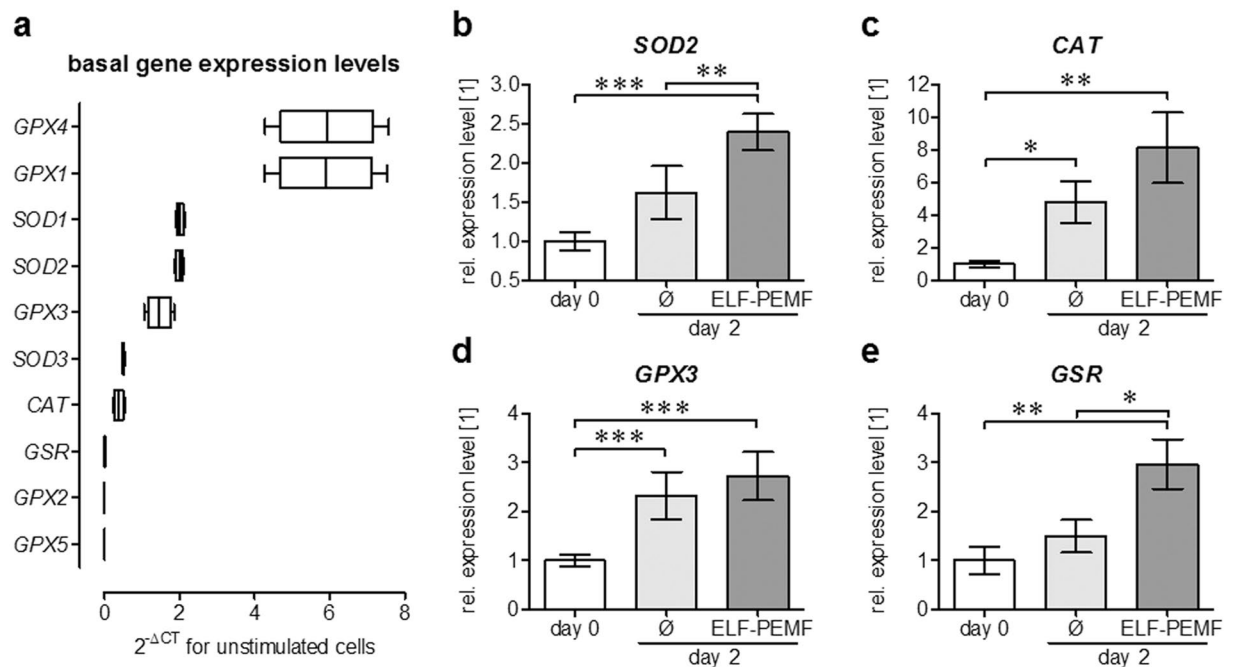 a
basal gene expression levels
GPX4
GPX1
SOD1
SOD2
GPX3
SOD3
CAT
GSR
GPX2
GPX5
0 2 4 6 8
2^-ΔCT for unstimulated cells
b
SOD2
rel. expression level [1]
3.0
2.5
2.0
1.5
1.0
0.5
*** **
day 0 Ø ELF-PEMF
day 2
c
CAT
rel. expression level [1]
12
10
8
6
4
2
0
**
*
day 0 Ø ELF-PEMF
day 2
d
GPX3
rel. expression level [1]
4
3
2
1
0
***
***
day 0 Ø ELF-PEMF
day 2
e
GSR
rel. expression level [1]
4
3
2
1
0
** *
day 0 Ø ELF-PEMF
day 2